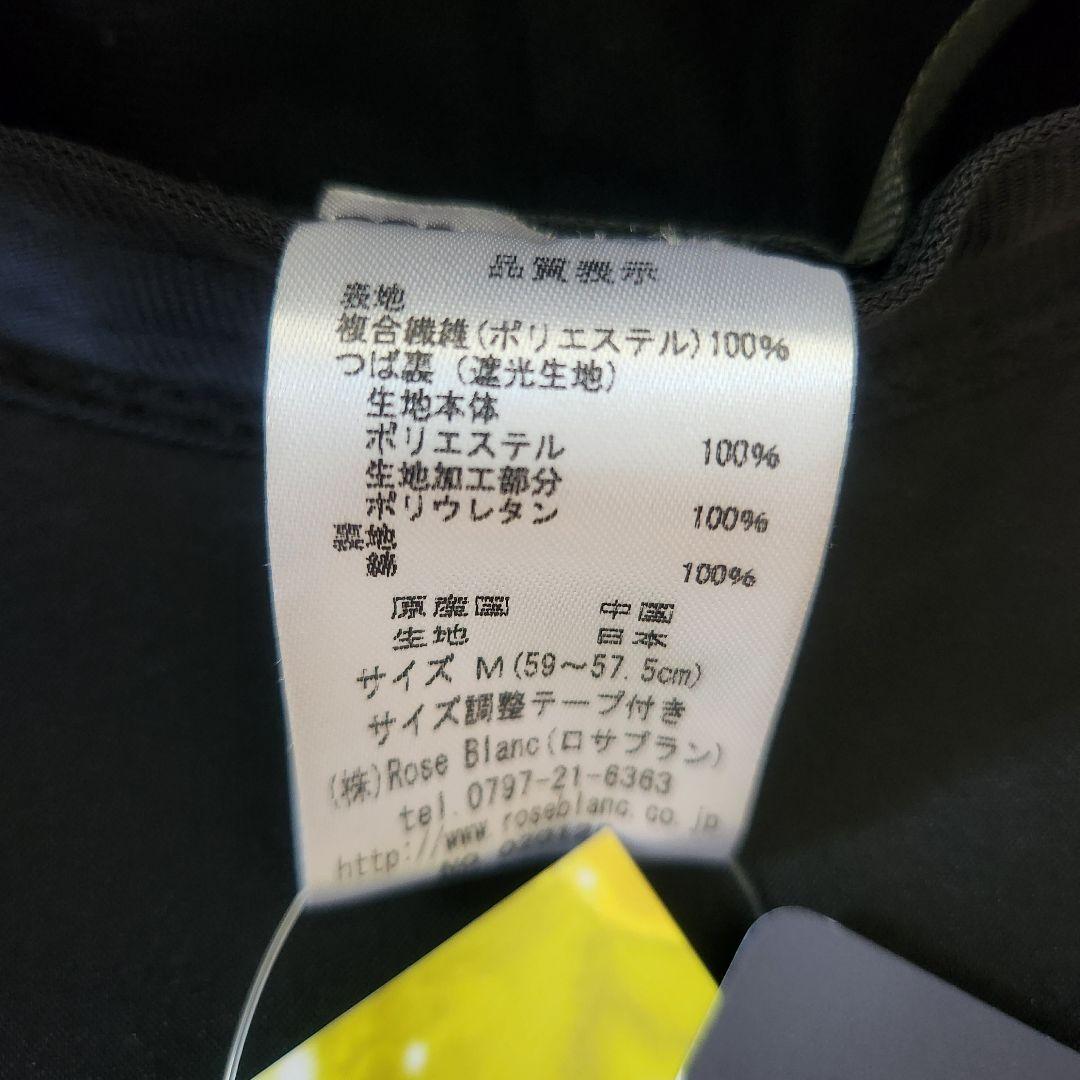 品質表示
表地
複合繊維(ポリエステル)100%
つば裏(遮光生地)
生地本体
ポリエステル 100%
生地加工部分
ポリウレタン 100%
100%
原産国 中国
生地 日本
サイズ M(59～57.5cm)
サイズ調整テープ付き
(株)Rose Blanc(ロサブラン)
tel.0797-21-6363
http://www.roseblanc.co.jp